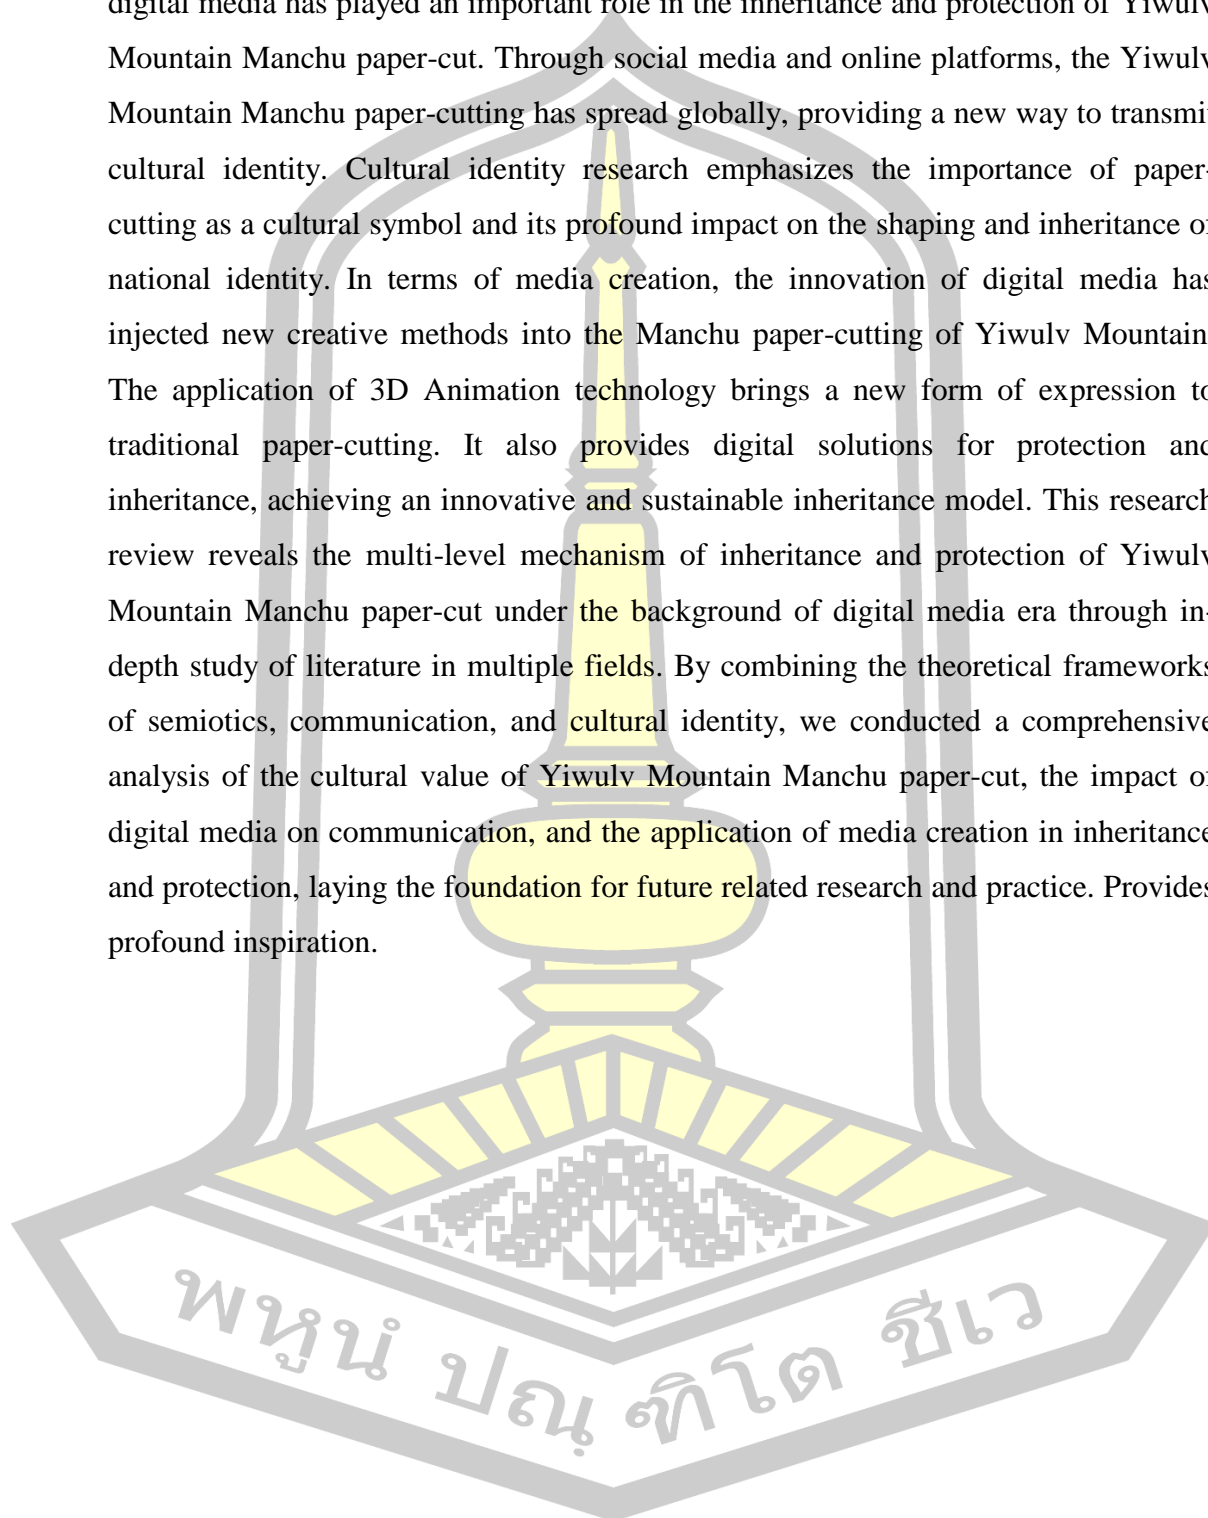 digital media has played an important role in the inheritance and protection of Yiwulv
Mountain Manchu paper-cut. Through social media and online platforms, the Yiwulv
Mountain Manchu paper-cutting has spread globally, providing a new way to transmit
cultural identity. Cultural identity research emphasizes the importance of paper-
cutting as a cultural symbol and its profound impact on the shaping and inheritance of
national identity. In terms of media creation, the innovation of digital media has
injected new creative methods into the Manchu paper-cutting of Yiwulv Mountain.
The application of 3D Animation technology brings a new form of expression to
traditional paper-cutting. It also provides digital solutions for protection and
inheritance, achieving an innovative and sustainable inheritance model. This research
review reveals the multi-level mechanism of inheritance and protection of Yiwulv
Mountain Manchu paper-cut under the background of digital media era through in-
depth study of literature in multiple fields. By combining the theoretical frameworks
of semiotics, communication, and cultural identity, we conducted a comprehensive
analysis of the cultural value of Yiwulv Mountain Manchu paper-cut, the impact of
digital media on communication, and the application of media creation in inheritance
and protection, laying the foundation for future related research and practice. Provides
profound inspiration.
พหูนํ ปณฺฑิโต ชีเว